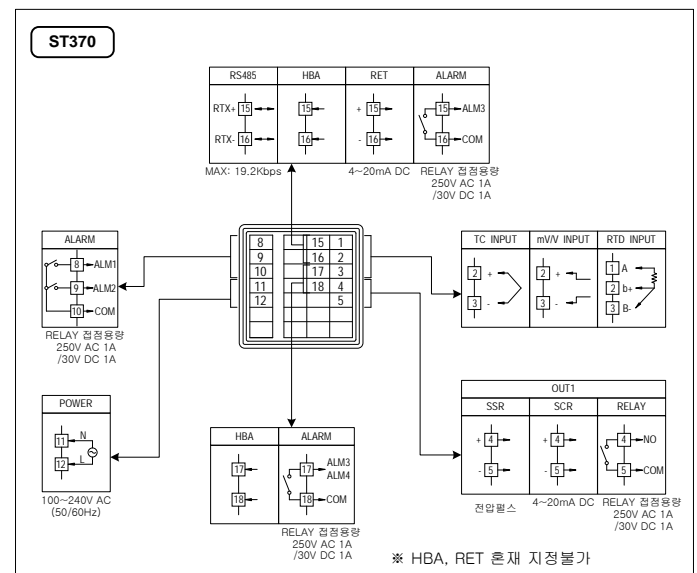 ST370
RS485 HBA RET ALARM
RTX+ 15 15 + 15 15 ALM3
RTX- 16 16 - 16 16 COM
MAX: 19.2Kbps 4~20mA DC RELAY 접점용량
250V AC 1A
/30V DC 1A
ALARM
8 ALM1
9 ALM2
10 COM
RELAY 접점용량
250V AC 1A
/30V DC 1A
8 15 1
9 16 2
10 17 3
11 18 4
12 5
TC INPUT mV/V INPUT RTD INPUT
2 + 2 + 1 A
2 b+
3 - 3 - 3 B-
POWER
11 N
12 L
100~240V AC
(50/60Hz)
HBA ALARM
17 17 ALM3
ALM4
18 18 COM
RELAY 접점용량
250V AC 1A
/30V DC 1A
OUT1
SSR SCR RELAY
+ 4 + 4 4 NO
- 5 - 5 5 COM
전압펄스 4~20mA DC RELAY 접점용량
250V AC 1A
/30V DC 1A
※ HBA, RET 혼재 지정불가